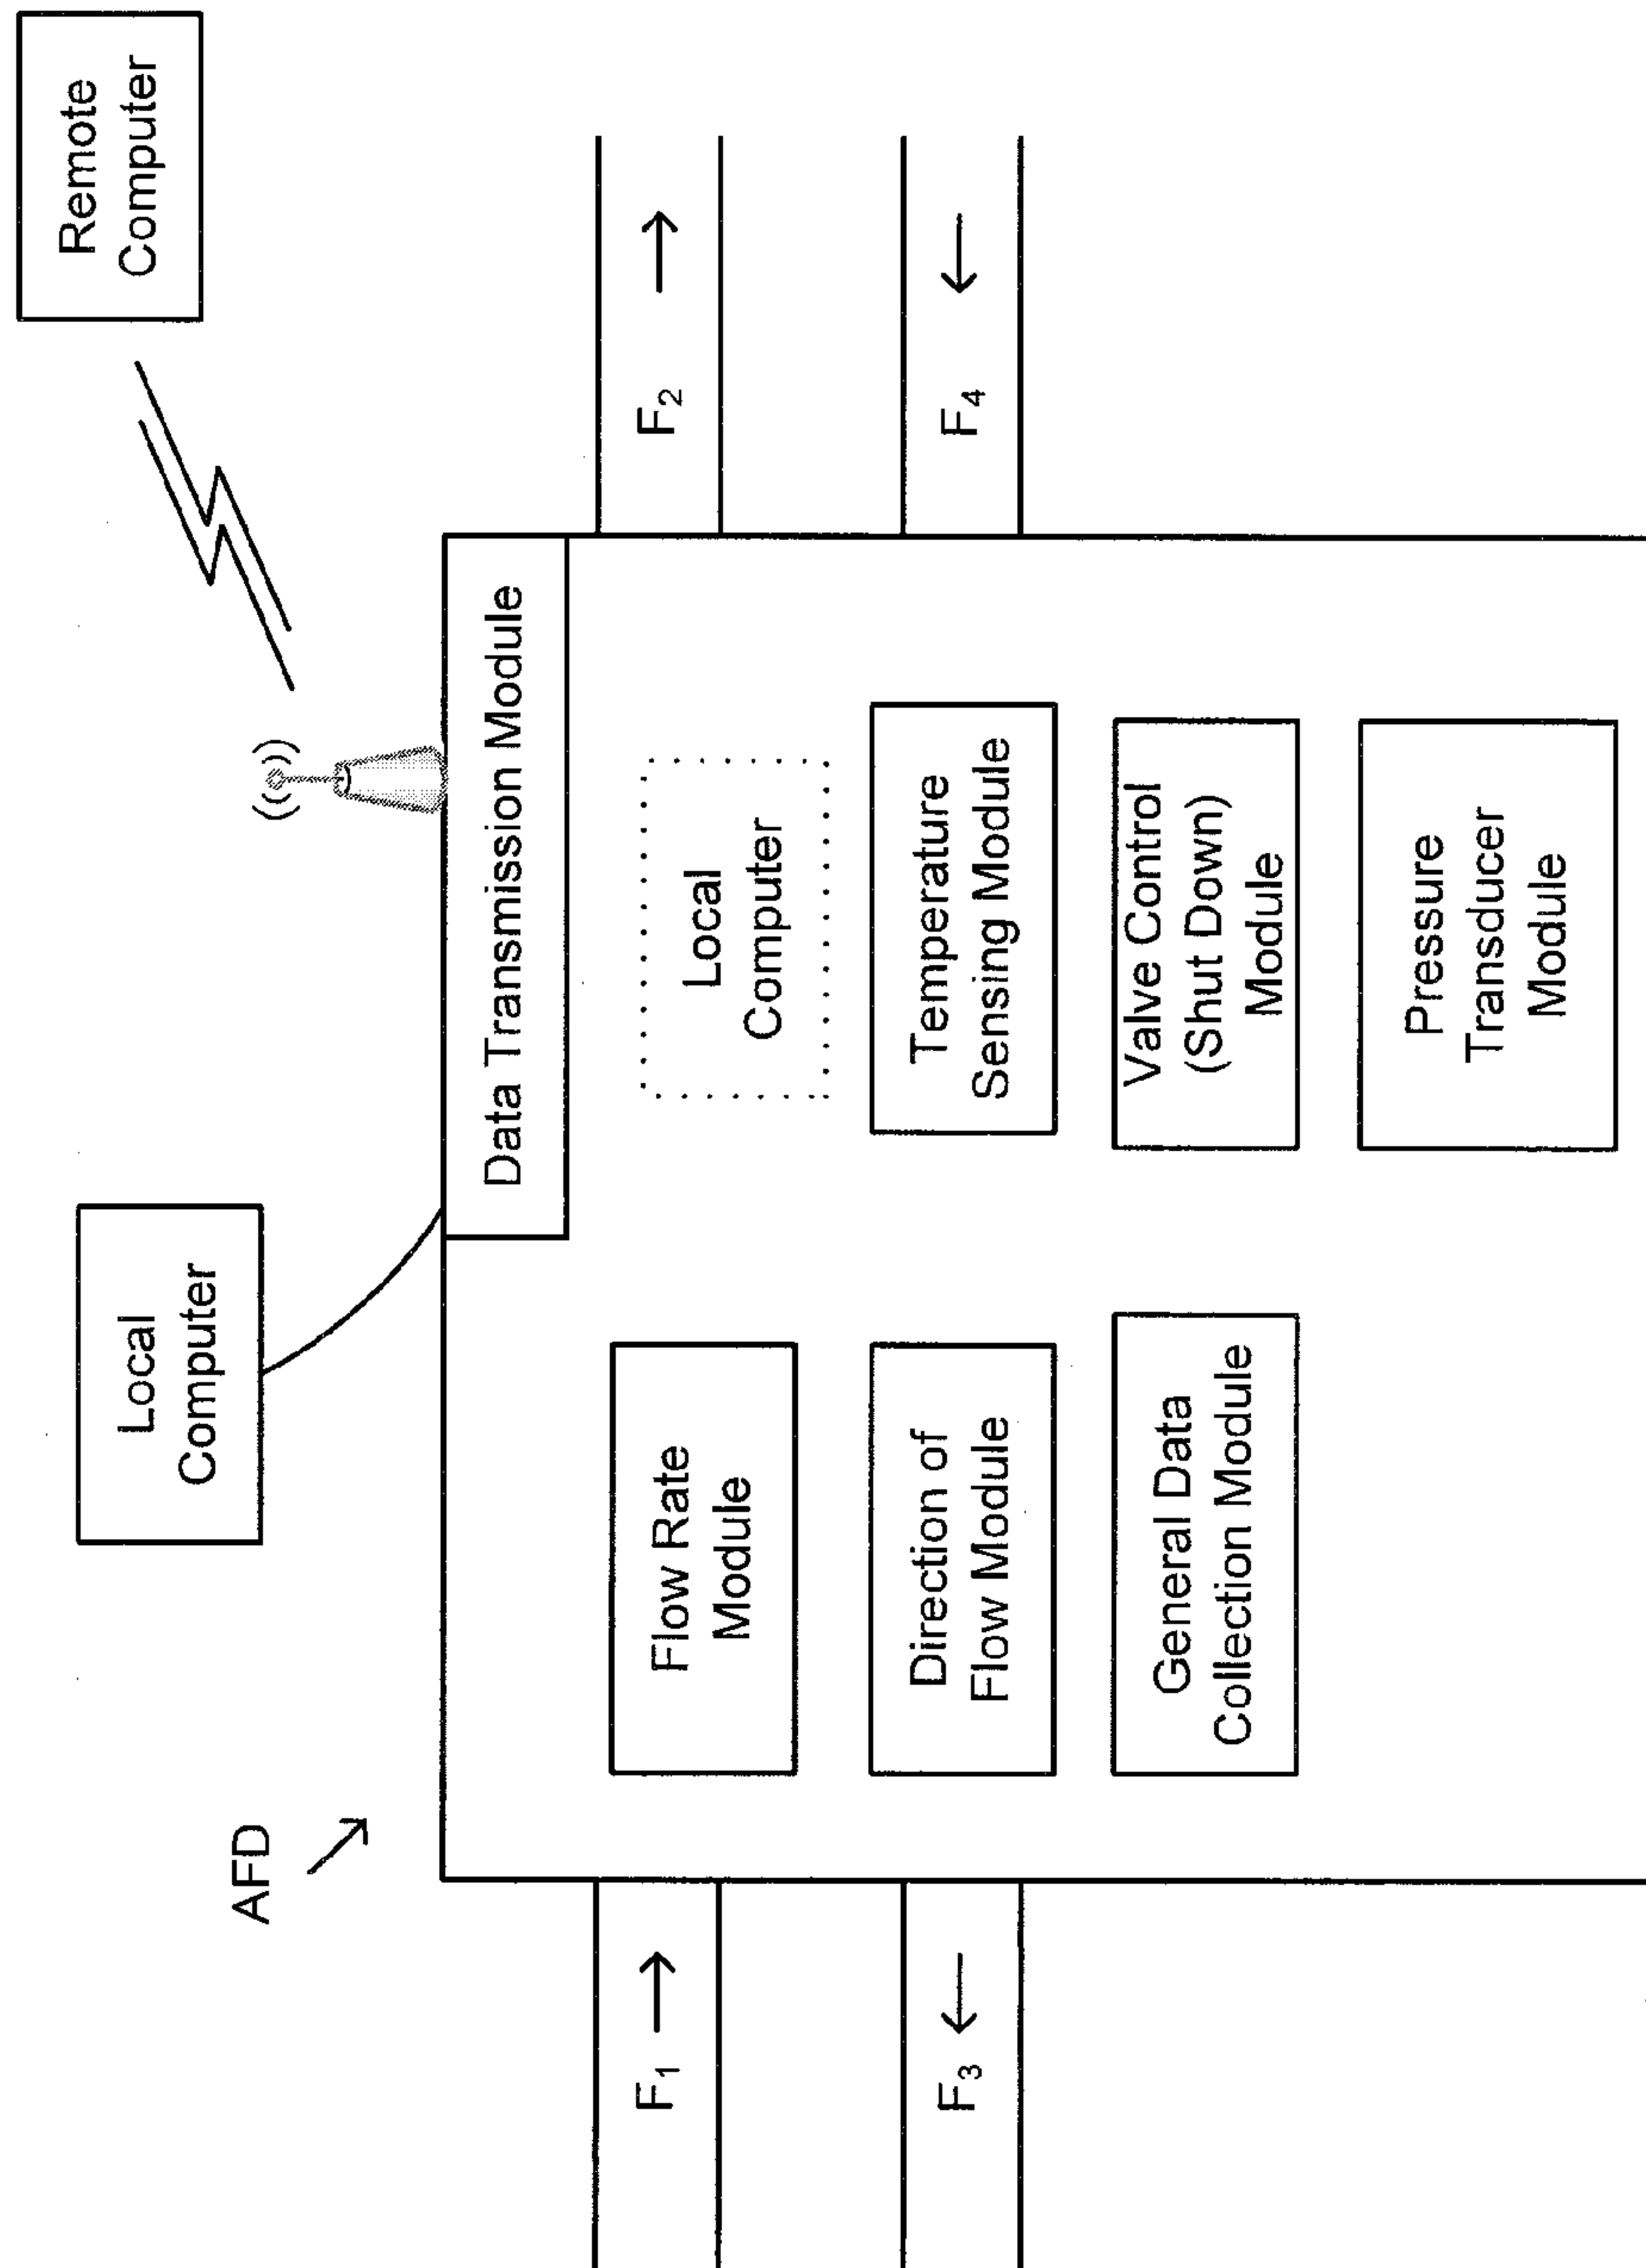 Remote
Computer
Local
Computer
AFD
Data Transmission Module
F₁
F₂
Flow Rate
Module
Local
Computer
F₃
F₄
Direction of
Flow Module
Temperature
Sensing Module
General Data
Collection Module
Valve Control
(Shut Down)
Module
Pressure
Transducer
Module